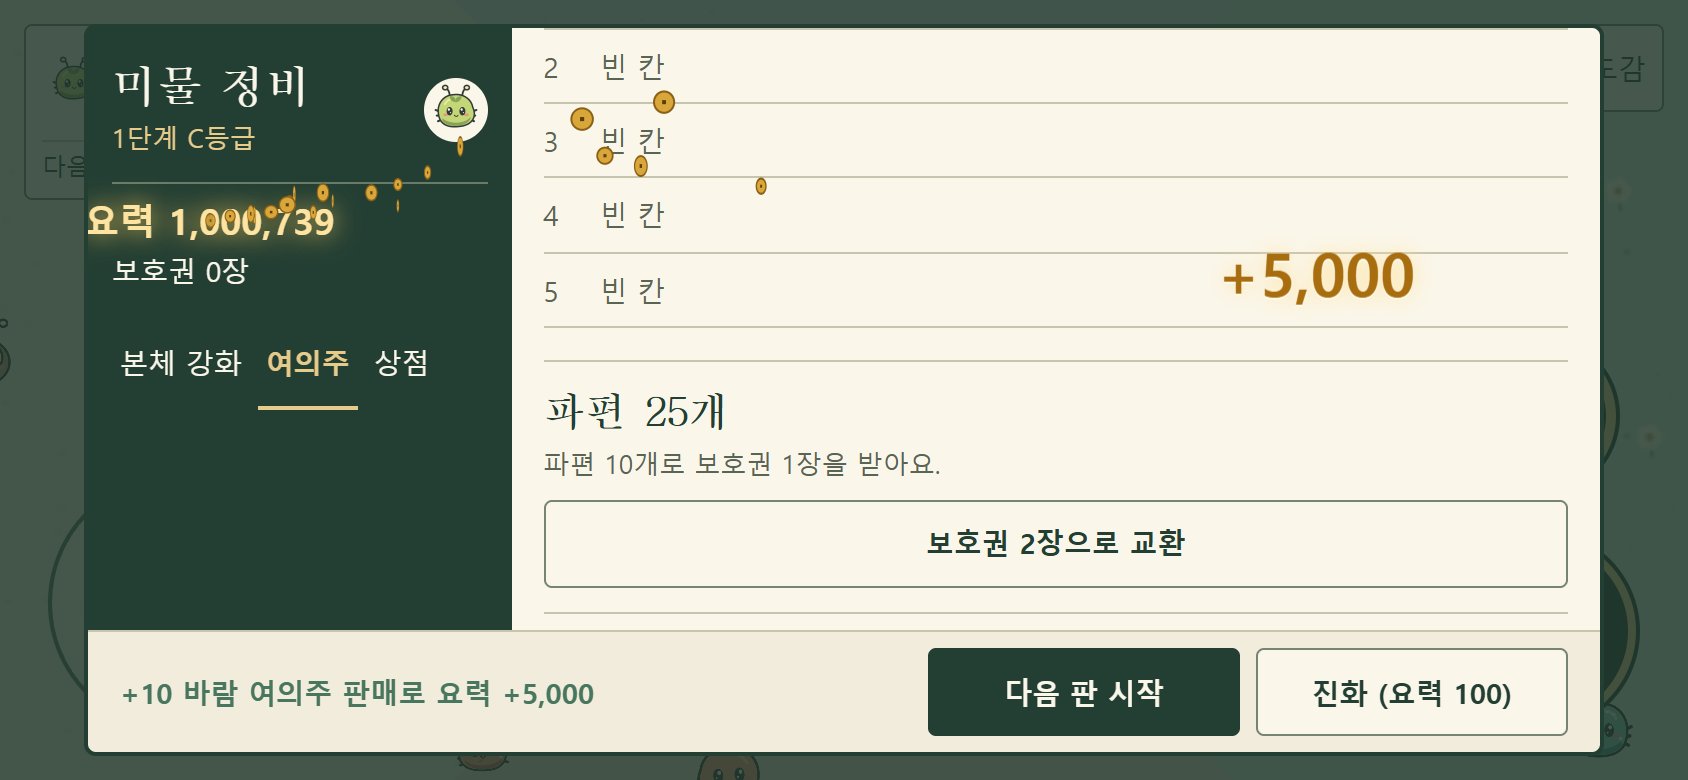 미물 정비
1단계 C등급
요력 1,000,739
보호권 0장
본체 강화 여의주 상점
2 빈 칸
3 빈 칸
4 빈 칸
5 빈 칸
+5,000
파편 25개
파편 10개로 보호권 1장을 받아요.
보호권 2장으로 교환
+10 바람 여의주 판매로 요력 +5,000
다음 판 시작
진화 (요력 100)
다음
도감